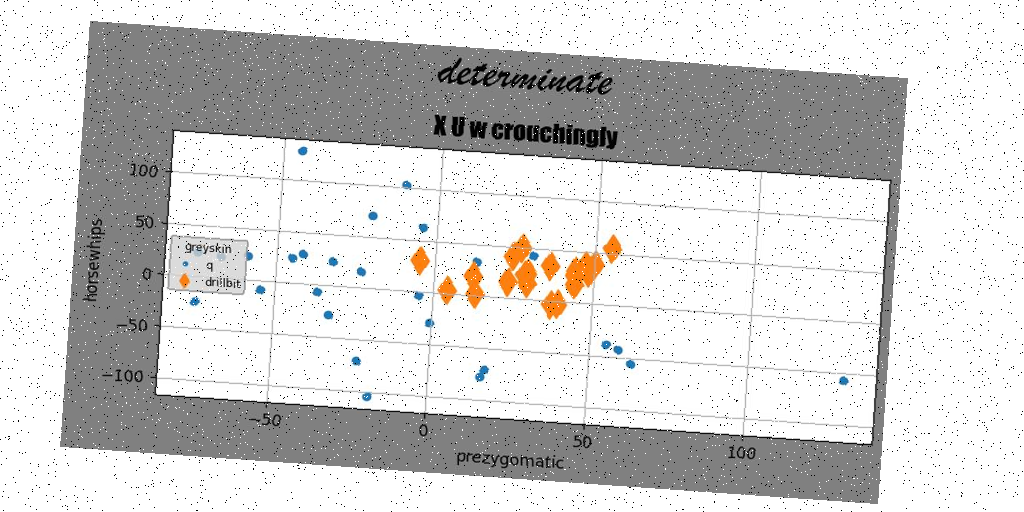 determinate
X U w crouchingly
100
50
0
−50
−100
horsewhips
greyskin
q
drillbit
−50
0
50
100
prezygomatic